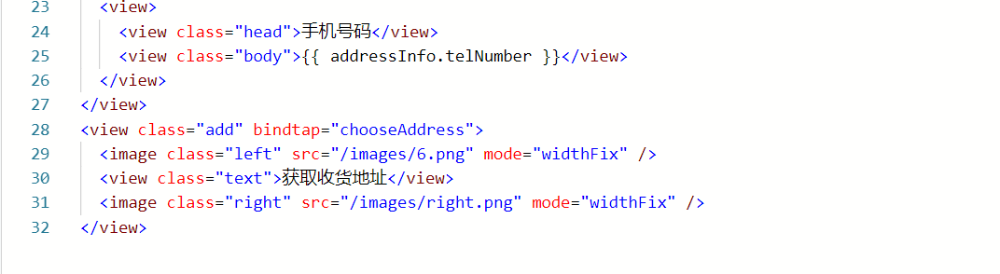 23 <view>
24 <view class="head">手机号码</view>
25 <view class="body">{{ addressInfo.telNumber }}</view>
26 </view>
27 </view>
28 <view class="add" bindtap="chooseAddress">
29 <image class="left" src="/images/6.png" mode="widthFix" />
30 <view class="text">获取收货地址</view>
31 <image class="right" src="/images/right.png" mode="widthFix" />
32 </view>